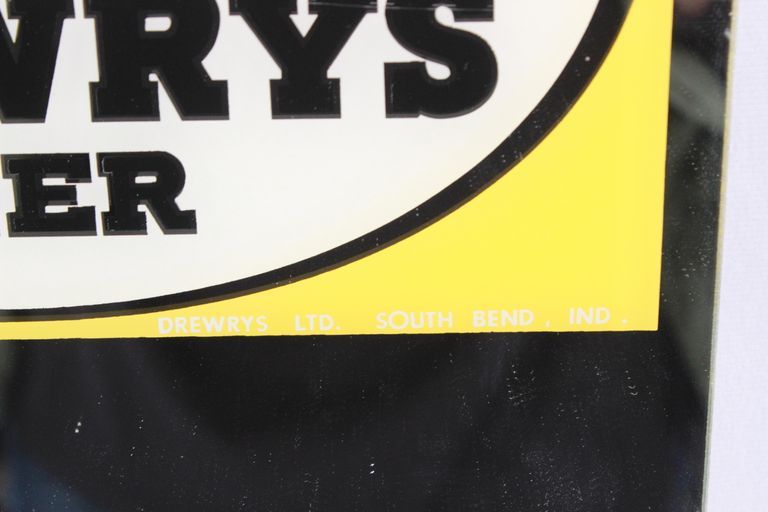 WRYS
ER
DREWRYS LTD. SOUTH BEND, IND.